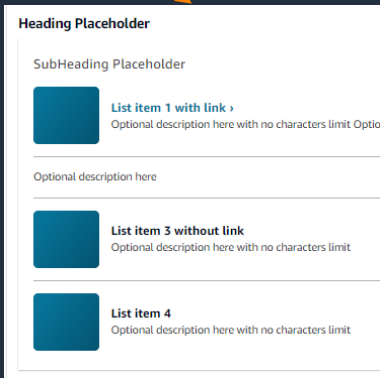 Heading Placeholder
SubHeading Placeholder
List item 1 with link ›
Optional description here with no characters limit Optio
Optional description here
List item 3 without link
Optional description here with no characters limit
List item 4
Optional description here with no characters limit